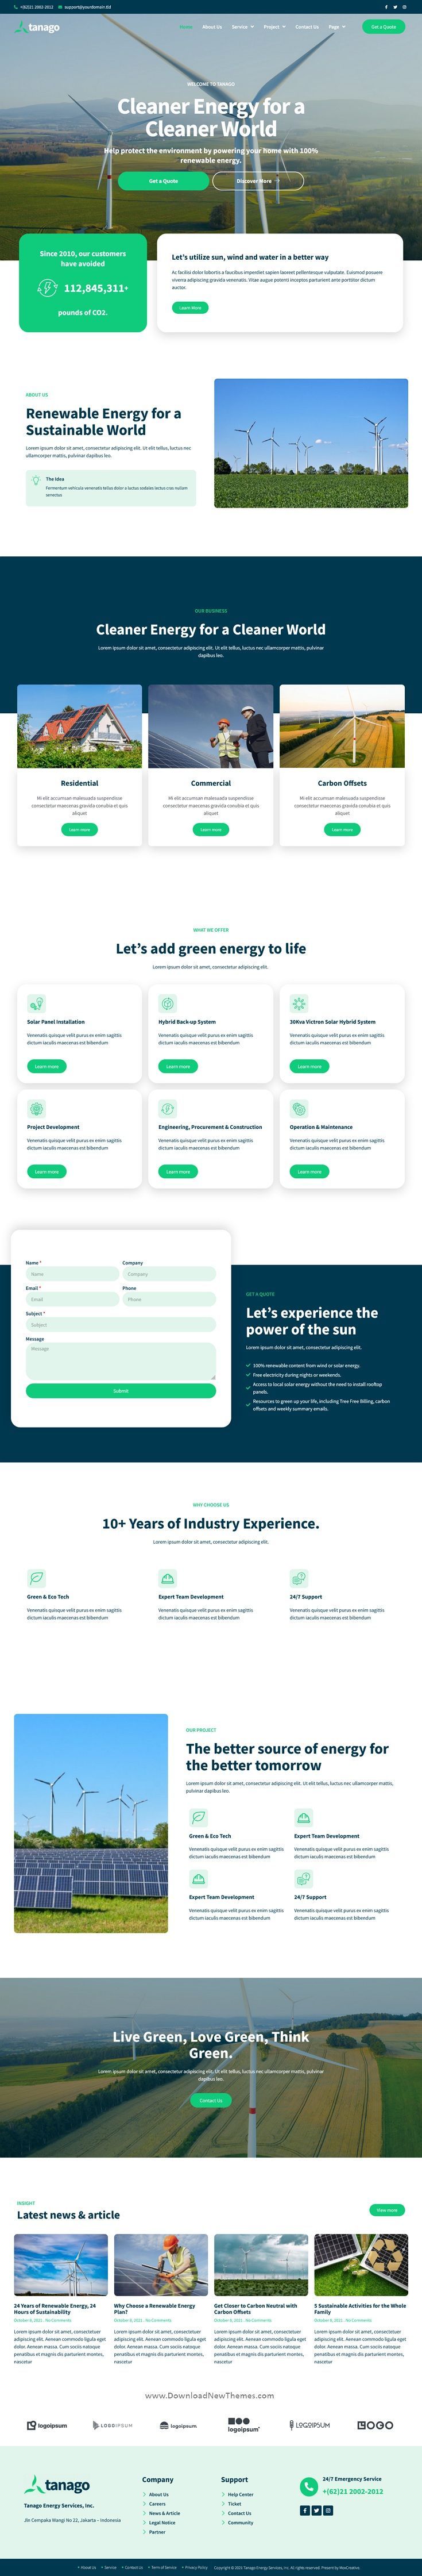 +(62)21 2002-2012 support@yourdomain.tld
tanago
Home About Us Service Project Contact Us Page Get a Quote
WELCOME TO TANAGO
Cleaner Energy for a
Cleaner World
Help protect the environment by powering your home with 100%
renewable energy.
Get a Quote Discover More
Since 2010, our customers
have avoided
112,845,311+
pounds of CO2.
Let's utilize sun, wind and water in a better way
Ac facilisi dolor lobortis a faucibus imperdiet sapien laoreet pellentesque vulputate. Euismod posuere
viverra adipiscing gravida venenatis. Vitae augue potenti inceptos parturient ante porttitor dictum
auctor.
Learn More
ABOUT US
Renewable Energy for a
Sustainable World
Lorem ipsum dolor sit amet, consectetur adipiscing elit. Ut elit tellus, luctus nec
ullamcorper mattis, pulvinar dapibus leo.
The Idea
Fermentum vehicula venenatis tellus dolor a luctus sodales lectus cras nullam
senectus
OUR BUSINESS
Cleaner Energy for a Cleaner World
Lorem ipsum dolor sit amet, consectetur adipiscing elit. Ut elit tellus, luctus nec ullamcorper mattis, pulvinar
dapibus leo.
Residential
Mi elit accumsan malesuada suspendisse
consectetur maecenas gravida conubia et quis
aliquet
Learn more
Commercial
Mi elit accumsan malesuada suspendisse
consectetur maecenas gravida conubia et quis
aliquet
Learn more
Carbon Offsets
Mi elit accumsan malesuada suspendisse
consectetur maecenas gravida conubia et quis
aliquet
Learn more
WHAT WE OFFER
Let's add green energy to life
Lorem ipsum dolor sit amet, consectetur adipiscing elit.
Solar Panel Installation
Venenatis quisque velit purus ex enim sagittis
dictum iaculis maecenas est bibendum
Learn more
Hybrid Back-up System
Venenatis quisque velit purus ex enim sagittis
dictum iaculis maecenas est bibendum
Learn more
30Kva Victron Solar Hybrid System
Venenatis quisque velit purus ex enim sagittis
dictum iaculis maecenas est bibendum
Learn more
Project Development
Venenatis quisque velit purus ex enim sagittis
dictum iaculis maecenas est bibendum
Learn more
Engineering, Procurement & Construction
Venenatis quisque velit purus ex enim sagittis
dictum iaculis maecenas est bibendum
Learn more
Operation & Maintenance
Venenatis quisque velit purus ex enim sagittis
dictum iaculis maecenas est bibendum
Learn more
Name * Company
Name Company
Email * Phone
Email Phone
Subject *
Subject
Message
Message
Submit
GET A QUOTE
Let's experience the
power of the sun
Lorem ipsum dolor sit amet, consectetur adipiscing elit.
100% renewable content from wind or solar energy.
Free electricity during nights or weekends.
Access to local solar energy without the need to install rooftop
panels.
Resources to green up your life, including Tree Free Billing, carbon
offsets and weekly summary emails.
WHY CHOOSE US
10+ Years of Industry Experience.
Lorem ipsum dolor sit amet, consectetur adipiscing elit.
Green & Eco Tech
Venenatis quisque velit purus ex enim sagittis
dictum iaculis maecenas est bibendum
Expert Team Development
Venenatis quisque velit purus ex enim sagittis
dictum iaculis maecenas est bibendum
24/7 Support
Venenatis quisque velit purus ex enim sagittis
dictum iaculis maecenas est bibendum
OUR PROJECT
The better source of energy for
the better tomorrow
Lorem ipsum dolor sit amet, consectetur adipiscing elit. Ut elit tellus, luctus nec ullamcorper mattis,
pulvinar dapibus leo.
Green & Eco Tech
Venenatis quisque velit purus ex enim sagittis
dictum iaculis maecenas est bibendum
Expert Team Development
Venenatis quisque velit purus ex enim sagittis
dictum iaculis maecenas est bibendum
Expert Team Development
Venenatis quisque velit purus ex enim sagittis
dictum iaculis maecenas est bibendum
24/7 Support
Venenatis quisque velit purus ex enim sagittis
dictum iaculis maecenas est bibendum
Live Green, Love Green, Think
Green.
Lorem ipsum dolor sit amet, consectetur adipiscing elit. Ut elit tellus, luctus nec ullamcorper mattis, pulvinar
dapibus leo.
Contact Us
INSIGHT
Latest news & article
View more
24 Years of Renewable Energy, 24
Hours of Sustainability
October 6, 2021 No Comments
Lorem ipsum dolor sit amet, consectetuer
adipiscing elit. Aenean commodo ligula eget
dolor. Aenean massa. Cum sociis natoque
penatibus et magnis dis parturient montes,
nascetur
Why Choose a Renewable Energy
Plan?
October 6, 2021 No Comments
Lorem ipsum dolor sit amet, consectetuer
adipiscing elit. Aenean commodo ligula eget
dolor. Aenean massa. Cum sociis natoque
penatibus et magnis dis parturient montes,
nascetur
Get Closer to Carbon Neutral with
Carbon Offsets
October 6, 2021 No Comments
Lorem ipsum dolor sit amet, consectetuer
adipiscing elit. Aenean commodo ligula eget
dolor. Aenean massa. Cum sociis natoque
penatibus et magnis dis parturient montes,
nascetur
5 Sustainable Activities for the Whole
Family
October 6, 2021 No Comments
Lorem ipsum dolor sit amet, consectetuer
adipiscing elit. Aenean commodo ligula eget
dolor. Aenean massa. Cum sociis natoque
penatibus et magnis dis parturient montes,
nascetur
www.DownloadNewThemes.com
logoipsum LOGOIPSUM logoipsum logoipsum LOGOIPSUM LOGO
tanago
Tanago Energy Services, Inc.
Jln Cempaka Wangi No 22, Jakarta – Indonesia
Company
About Us
Careers
News & Article
Legal Notice
Partner
Support
Help Center
Ticket
Contact Us
Community
24/7 Emergency Service
+(62)21 2002-2012
About Us Service Contact Us Term of Service Privacy Policy Copyright © 2021 Tanago Energy Services, Inc. All rights reserved. Present by MaxCreative